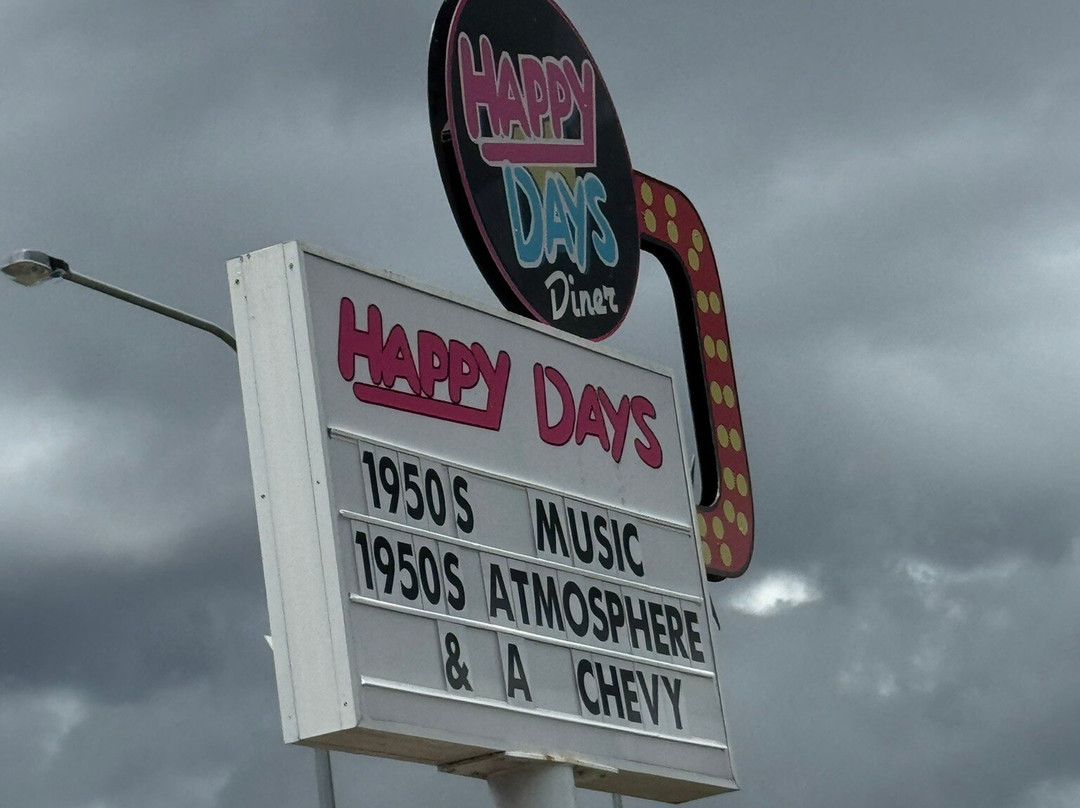 HAPPY
DAYS
Diner
HAPPY DAYS
1950S MUSIC
1950S ATMOSPHERE
& A CHEVY